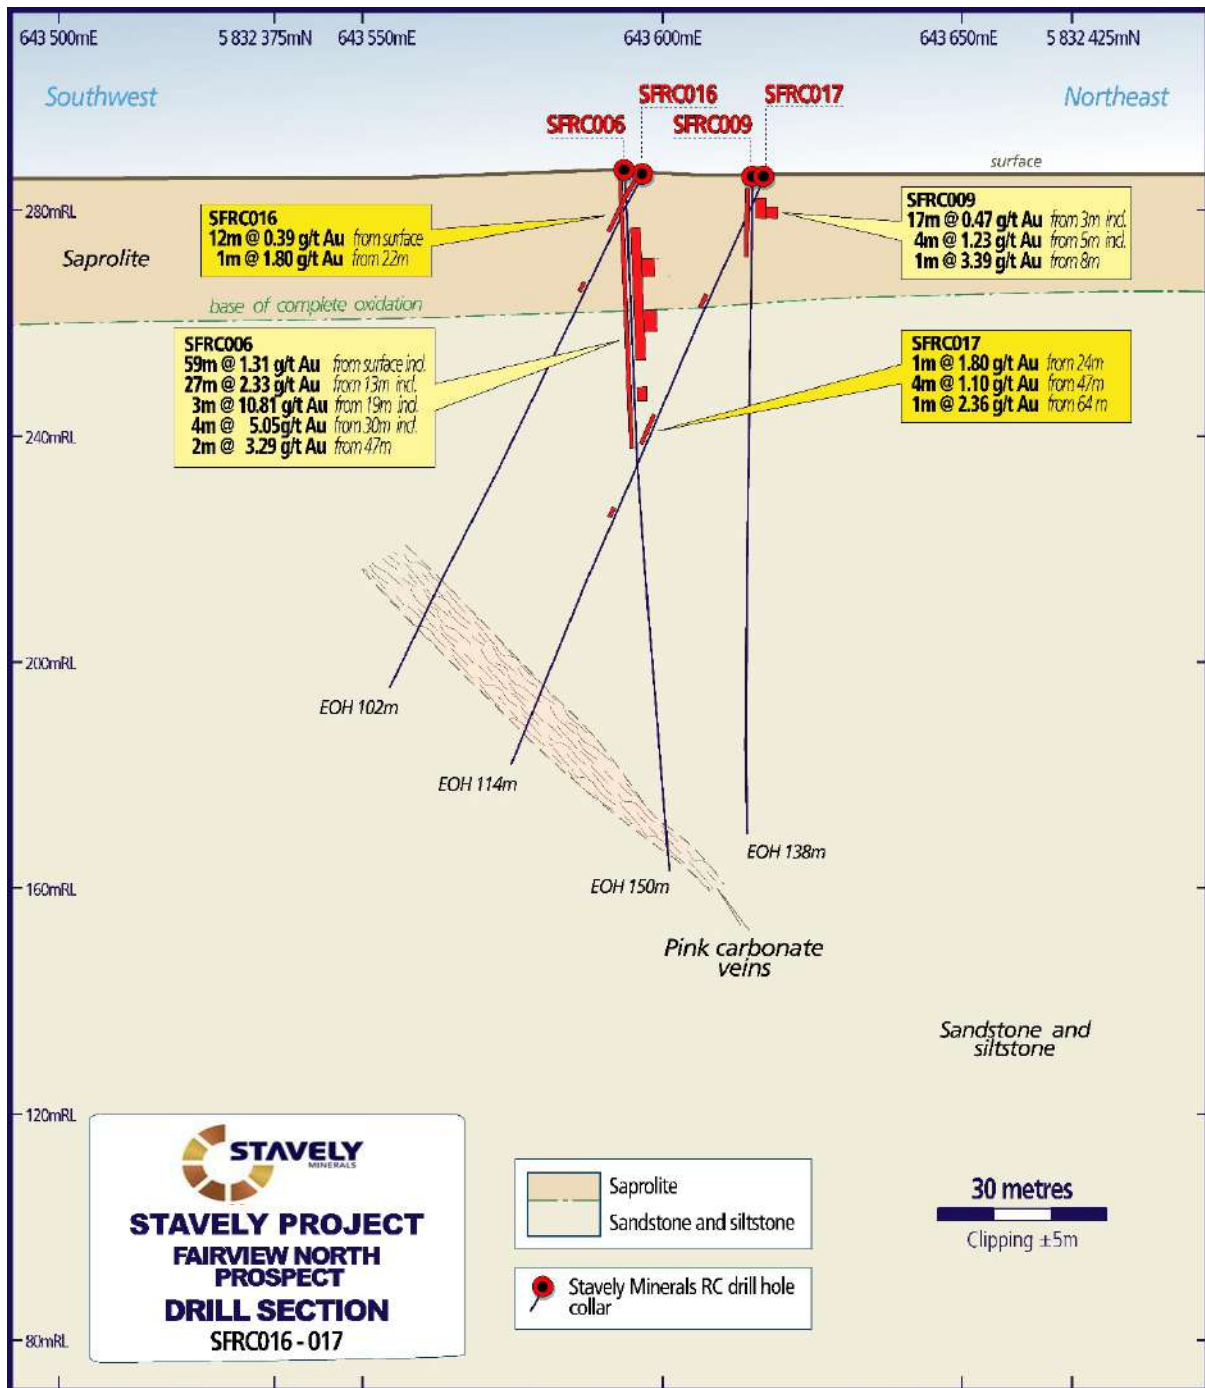 643 500mE 5 832 375mN 643 550mE 643 600mE 643 650mE 5 832 425mN
Southwest
Northeast
SFRC016 SFRC017
SFRC006 SFRC009
surface
280mRL
SFRC016
12m @ 0.39 g/t Au from surface
1m @ 1.80 g/t Au from 22m
SFRC009
17m @ 0.47 g/t Au from 3m incl.
4m @ 1.23 g/t Au from 5m incl.
1m @ 3.39 g/t Au from 8m
Saprolite
base of complete oxidation
SFRC006
59m @ 1.31 g/t Au from surface incl.
27m @ 2.33 g/t Au from 13m incl.
3m @ 10.81 g/t Au from 19m incl.
4m @ 5.05g/t Au from 30m incl.
2m @ 3.29 g/t Au from 47m
SFRC017
1m @ 1.80 g/t Au from 24m
4m @ 1.10 g/t Au from 47m
1m @ 2.36 g/t Au from 64 m
240mRL
200mRL
EOH 102m
EOH 114m
EOH 138m
EOH 150m
160mRL
Pink carbonate
veins
Sandstone and
siltstone
120mRL
STAVELY
MINERALS
STAVELY PROJECT
FAIRVIEW NORTH
PROSPECT
DRILL SECTION
SFRC016 - 017
Saprolite
Sandstone and siltstone
Stavely Minerals RC drill hole
collar
30 metres
Clipping ±5m
80mRL